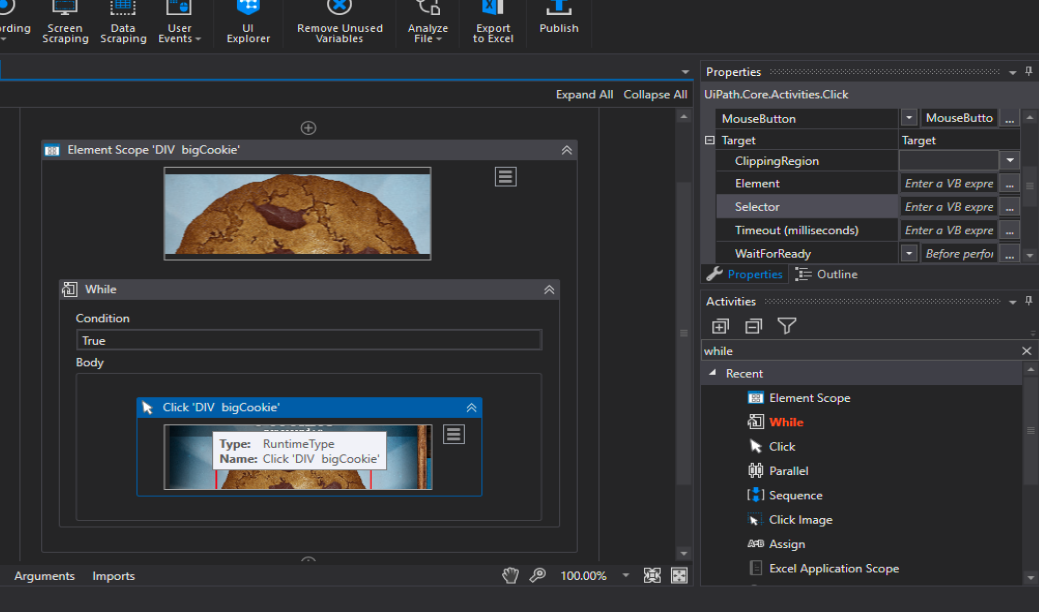 ording
Screen
Scraping
Data
Scraping
User
Events
UI
Explorer
Remove Unused
Variables
Analyze
File
Export
to Excel
Publish
Expand All Collapse All
Element Scope 'DIV bigCookie'
While
Condition
True
Body
Click 'DIV bigCookie'
Type: RuntimeType
Name: Click 'DIV bigCookie'
Arguments Imports
100.00%
Properties
UiPath.Core.Activities.Click
MouseButton MouseButto ...
Target Target
ClippingRegion
Element Enter a VB expre ...
Selector Enter a VB expre ...
Timeout (milliseconds) Enter a VB expre ...
WaitForReady Before perfor ...
Properties Outline
Activities
while
Recent
Element Scope
While
Click
Parallel
Sequence
Click Image
Assign
Excel Application Scope